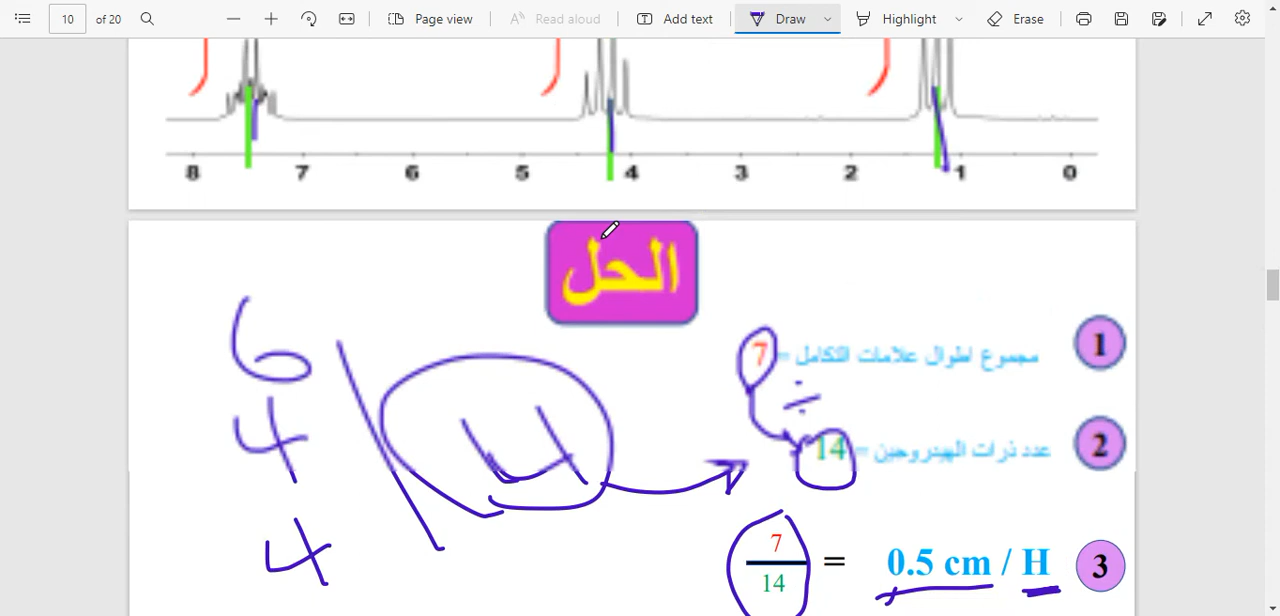 10 of 20 Page view Read aloud Add text Draw Highlight Erase
8 7 6 5 4 3 2 1 0
الحل
1 مجموع اطوال علامات التكامل = 7
÷
2 عدد ذرات الهيدروجين = 14
3 7/14 = 0.5 cm / H
6
4
4